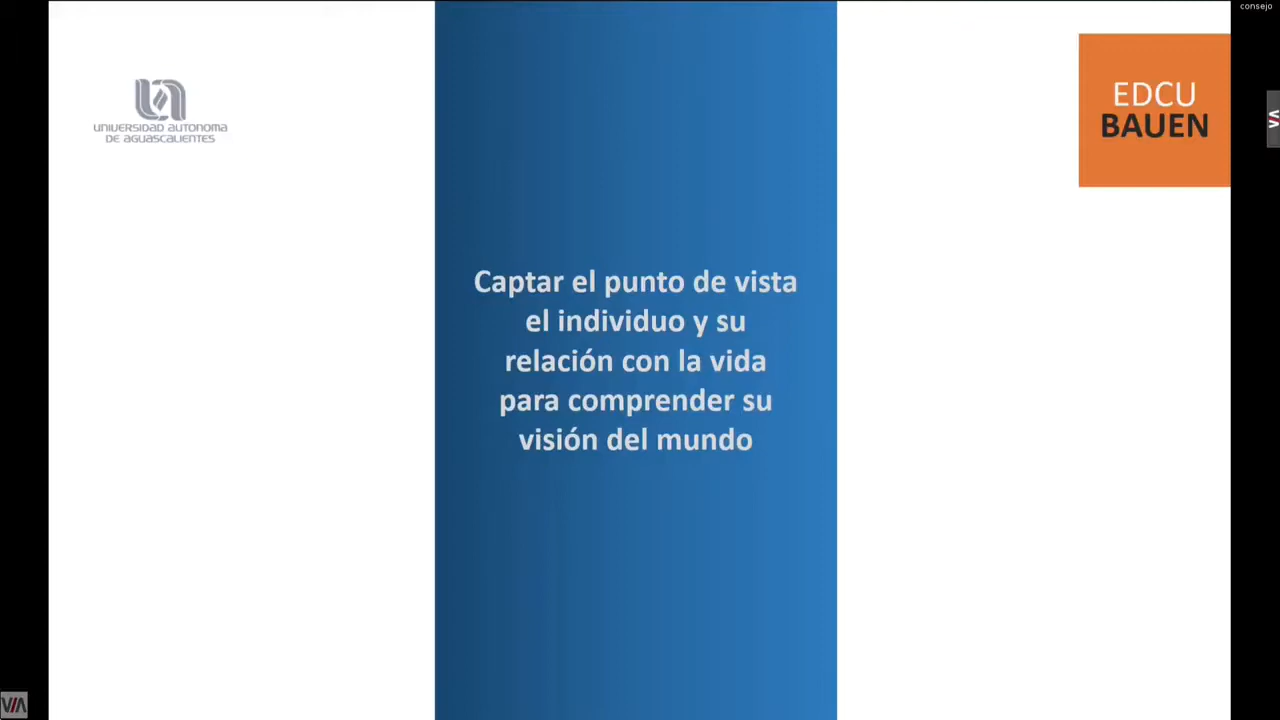 consejo
UNIVERSIDAD AUTONOMA
DE AGUASCALIENTES
EDCU
BAUEN
Captar el punto de vista
el individuo y su
relación con la vida
para comprender su
visión del mundo
VIA